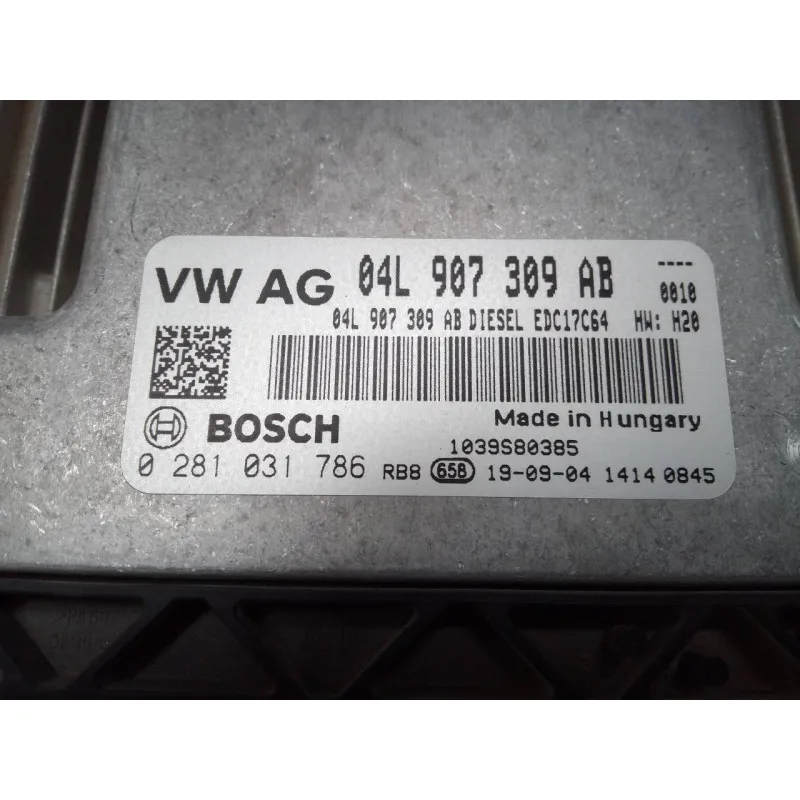 VW AG 04L 907 309 AB ----
0010
04L 907 309 AB DIESEL EDC17C64 HW: H20
Made in Hungary
BOSCH
1039S80385
0 281 031 786 RB8 658 19-09-04 1414 0845